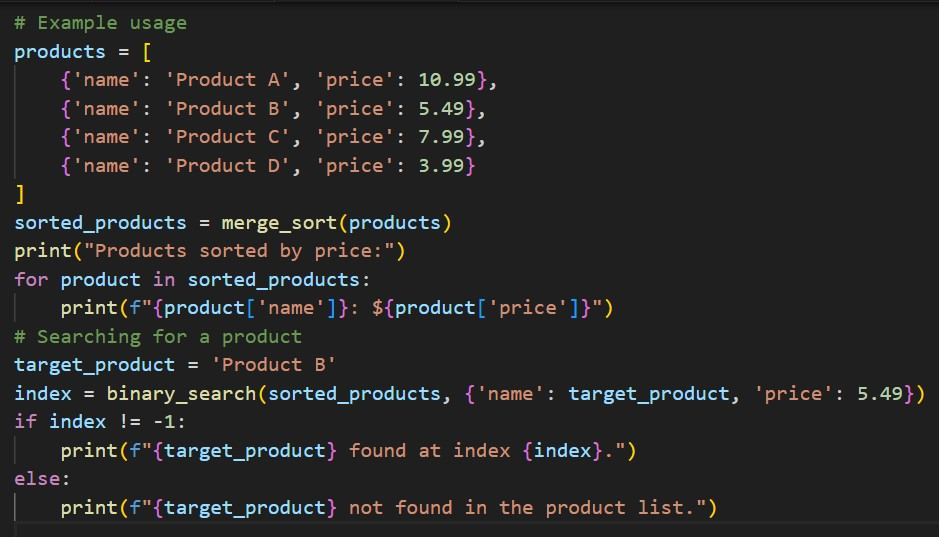 # Example usage
products = [
    {'name': 'Product A', 'price': 10.99},
    {'name': 'Product B', 'price': 5.49},
    {'name': 'Product C', 'price': 7.99},
    {'name': 'Product D', 'price': 3.99}
]
sorted_products = merge_sort(products)
print("Products sorted by price:")
for product in sorted_products:
    print(f"{product['name']}: ${product['price']}")
# Searching for a product
target_product = 'Product B'
index = binary_search(sorted_products, {'name': target_product, 'price': 5.49})
if index != -1:
    print(f"{target_product} found at index {index}.")
else:
    print(f"{target_product} not found in the product list.")